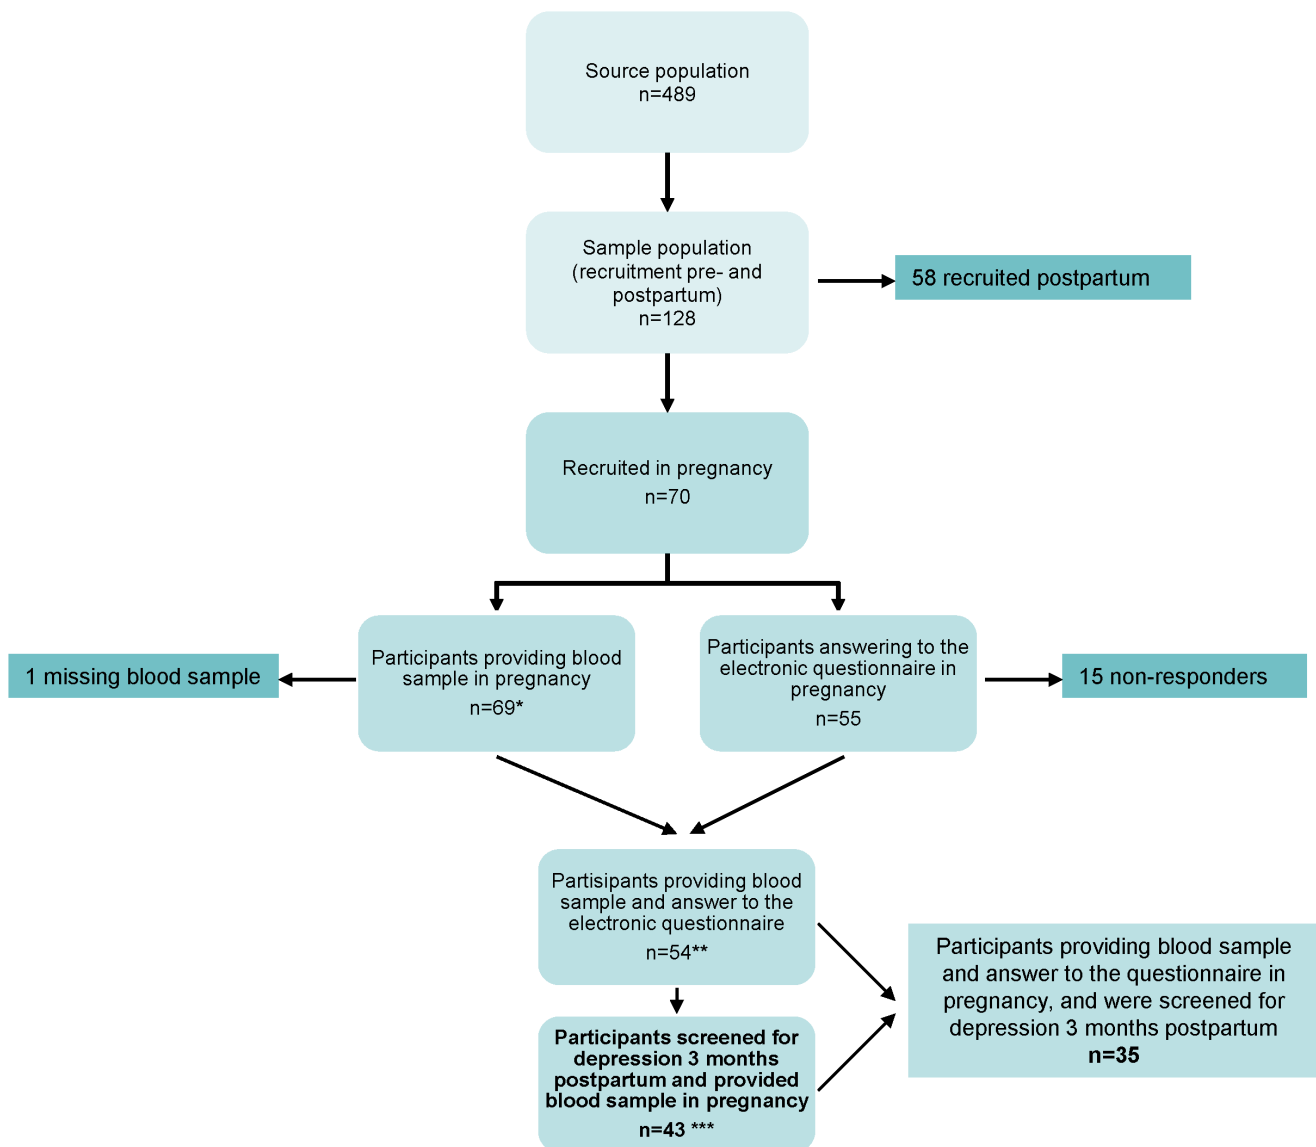 Source population
n=489
Sample population
(recruitment pre- and
postpartum)
n=128
58 recruited postpartum
Recruited in pregnancy
n=70
1 missing blood sample
Participants providing blood
sample in pregnancy
n=69*
Participants answering to the
electronic questionnaire in
pregnancy
n=55
15 non-responders
Partisipants providing blood
sample and answer to the
electronic questionnaire
n=54**
Participants screened for
depression 3 months
postpartum and provided
blood sample in pregnancy
n=43 ***
Participants providing blood sample
and answer to the questionnaire in
pregnancy, and were screened for
depression 3 months postpartum
n=35